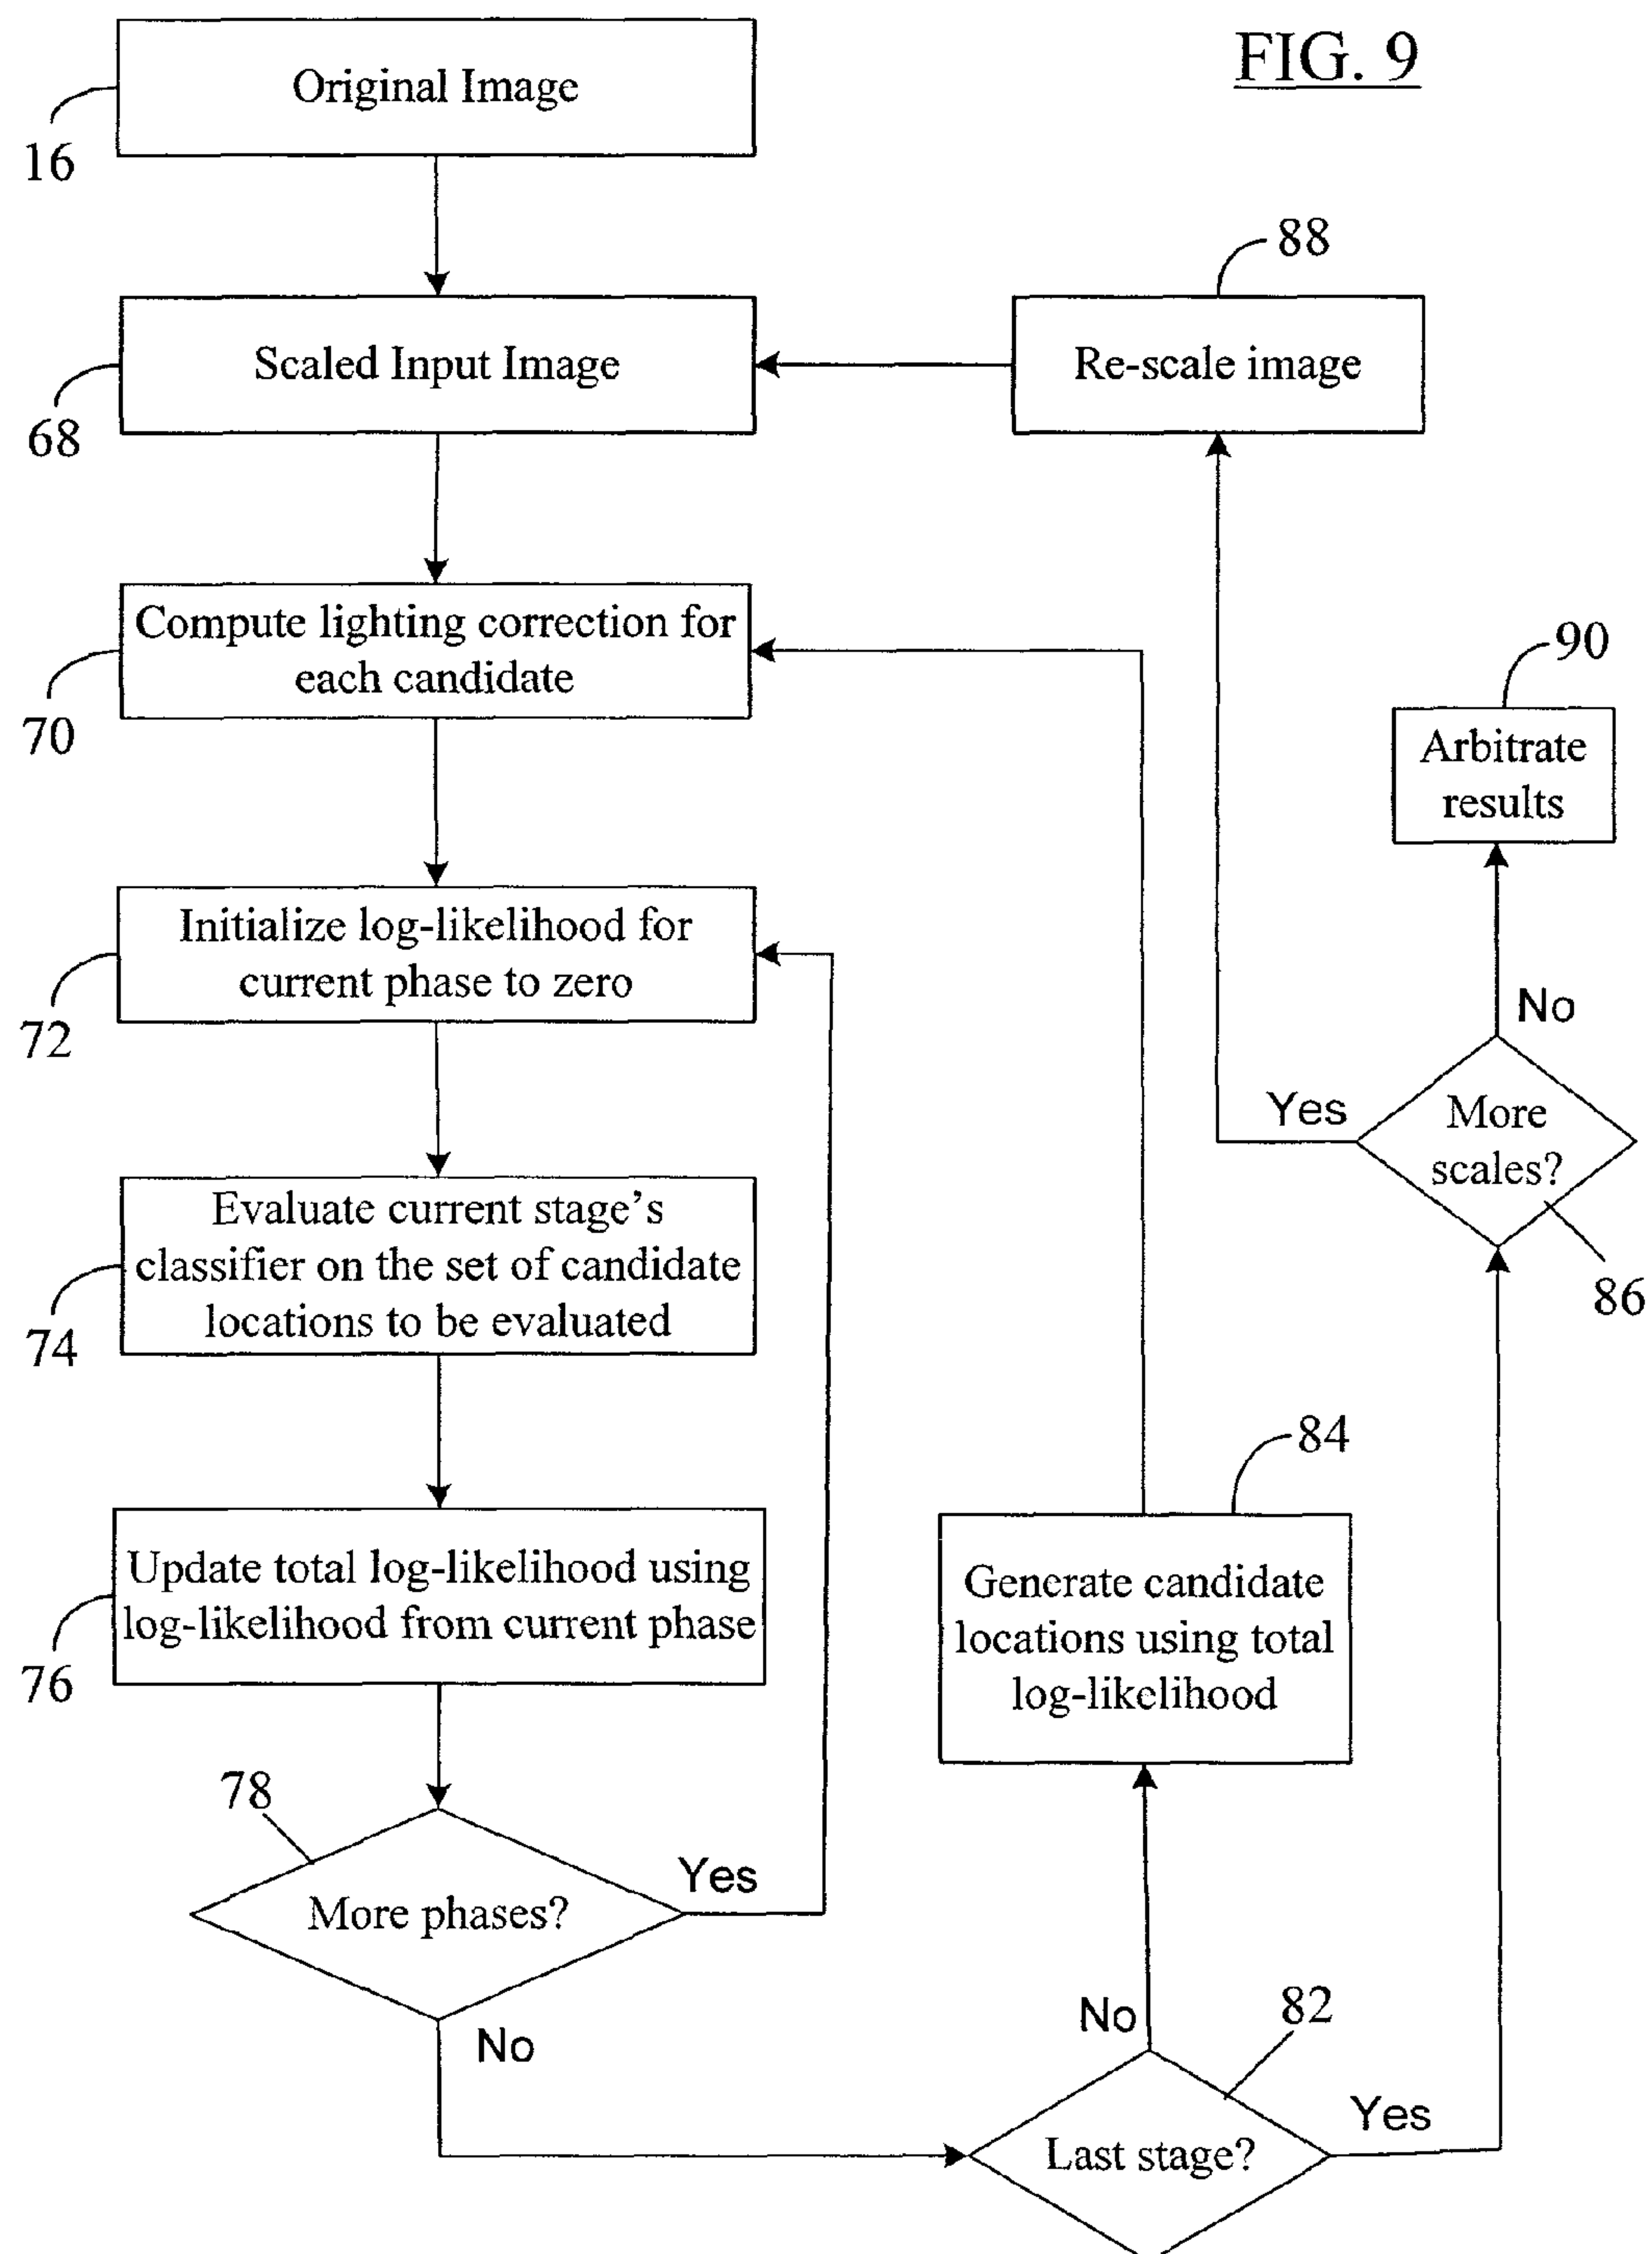 FIG. 9
Original Image
16
88
Scaled Input Image
Re-scale image
68
Compute lighting correction for
each candidate
70
90
Arbitrate
results
Initialize log-likelihood for
current phase to zero
72
No
Yes
More
scales?
86
Evaluate current stage's
classifier on the set of candidate
locations to be evaluated
74
84
Update total log-likelihood using
log-likelihood from current phase
76
Generate candidate
locations using total
log-likelihood
78
More phases?
Yes
No
No
82
Last stage?
Yes